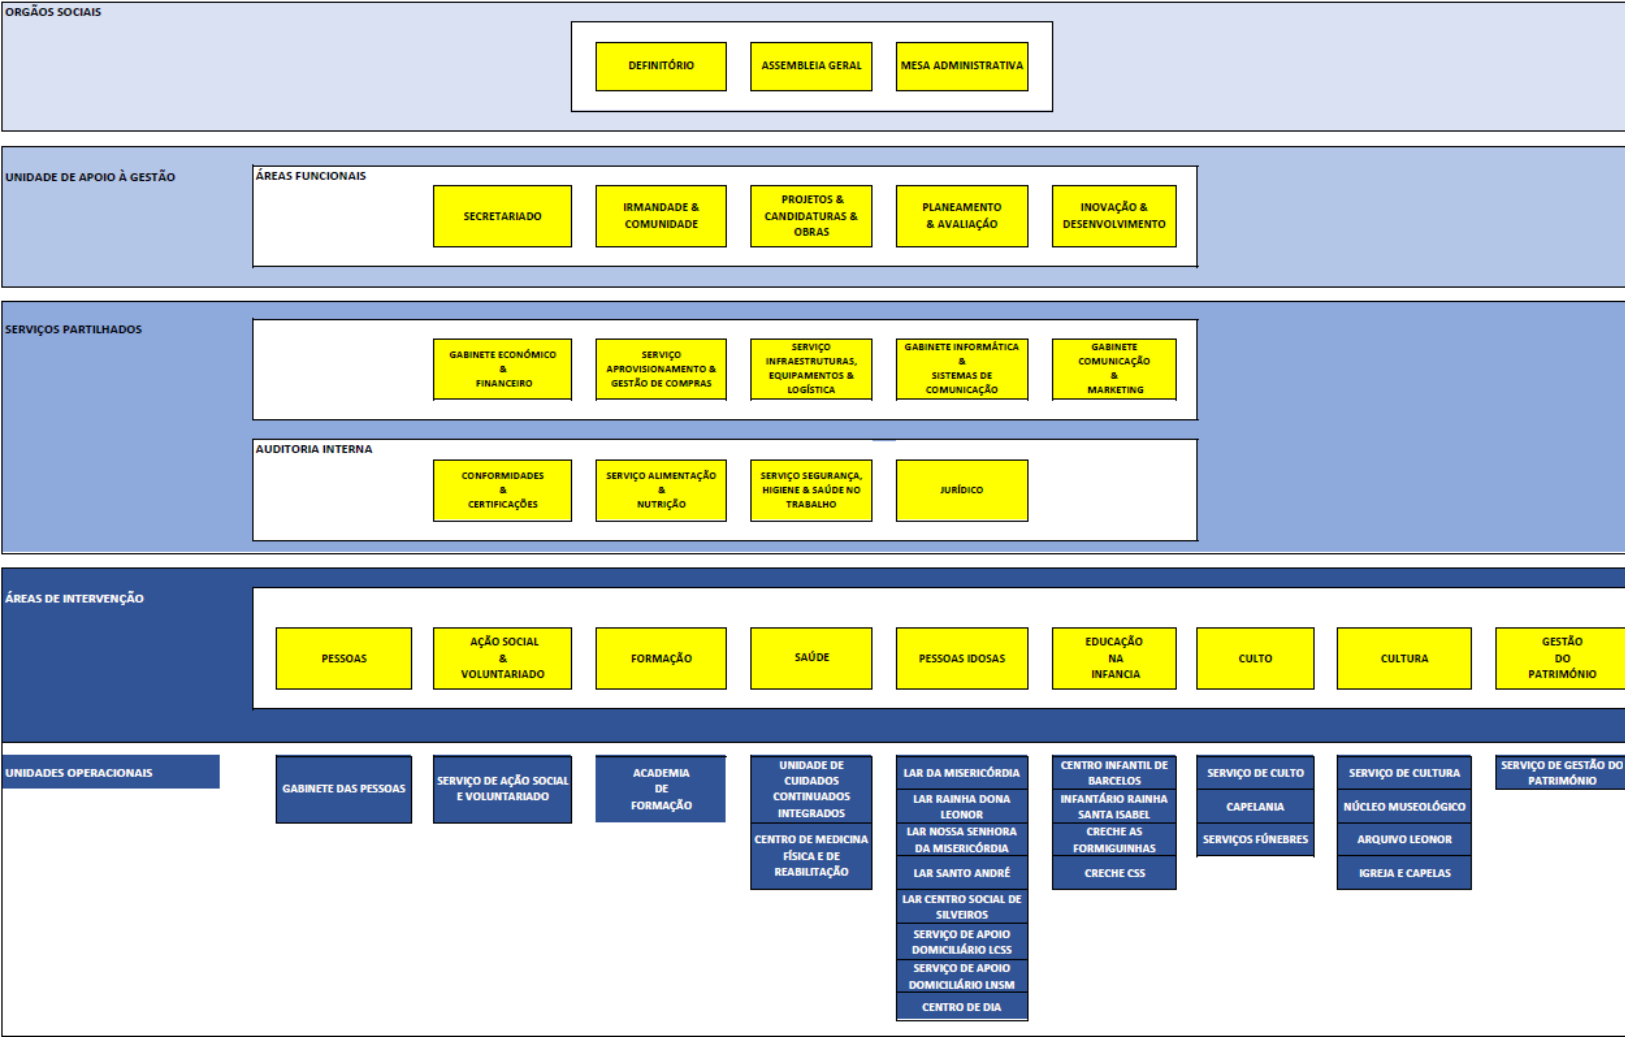 ORGÃOS SOCIAIS
DEFINITÓRIO
ASSEMBLEIA GERAL
MESA ADMINISTRATIVA
UNIDADE DE APOIO À GESTÃO
ÁREAS FUNCIONAIS
SECRETARIADO
IRMANDADE &
COMUNIDADE
PROJETOS &
CANDIDATURAS &
OBRAS
PLANEAMENTO
& AVALIAÇÃO
INOVAÇÃO &
DESENVOLVIMENTO
SERVIÇOS PARTILHADOS
GABINETE ECONÓMICO
&
FINANCEIRO
SERVIÇO
APROVISIONAMENTO &
GESTÃO DE COMPRAS
SERVIÇO
INFRAESTRUTURAS,
EQUIPAMENTOS &
LOGÍSTICA
GABINETE INFORMÁTICA
&
SISTEMAS DE
COMUNICAÇÃO
GABINETE
COMUNICAÇÃO
&
MARKETING
AUDITORIA INTERNA
CONFORMIDADES
&
CERTIFICAÇÕES
SERVIÇO ALIMENTAÇÃO
&
NUTRIÇÃO
SERVIÇO SEGURANÇA,
HIGIENE & SAÚDE NO
TRABALHO
JURÍDICO
ÁREAS DE INTERVENÇÃO
PESSOAS
AÇÃO SOCIAL
&
VOLUNTARIADO
FORMAÇÃO
SAÚDE
PESSOAS IDOSAS
EDUCAÇÃO
NA
INFANCIA
CULTO
CULTURA
GESTÃO
DO
PATRIMÓNIO
UNIDADES OPERACIONAIS
GABINETE DAS PESSOAS
SERVIÇO DE AÇÃO SOCIAL
E VOLUNTARIADO
ACADEMIA
DE
FORMAÇÃO
UNIDADE DE
CUIDADOS
CONTINUADOS
INTEGRADOS
CENTRO DE MEDICINA
FÍSICA E DE
REABILITAÇÃO
LAR DA MISERICÓRDIA
LAR RAINHA DONA
LEONOR
LAR NOSSA SENHORA
DA MISERICÓRDIA
LAR SANTO ANDRÉ
LAR CENTRO SOCIAL DE
SILVEIROS
SERVIÇO DE APOIO
DOMICILIÁRIO LCSS
SERVIÇO DE APOIO
DOMICILIÁRIO LNSM
CENTRO DE DIA
CENTRO INFANTIL DE
BARCELOS
INFANTÁRIO RAINHA
SANTA ISABEL
CRECHE AS
FORMIGUINHAS
CRECHE CSS
SERVIÇO DE CULTO
CAPELANIA
SERVIÇOS FÚNEBRES
SERVIÇO DE CULTURA
NÚCLEO MUSEOLÓGICO
ARQUIVO LEONOR
IGREJA E CAPELAS
SERVIÇO DE GESTÃO DO
PATRIMÓNIO